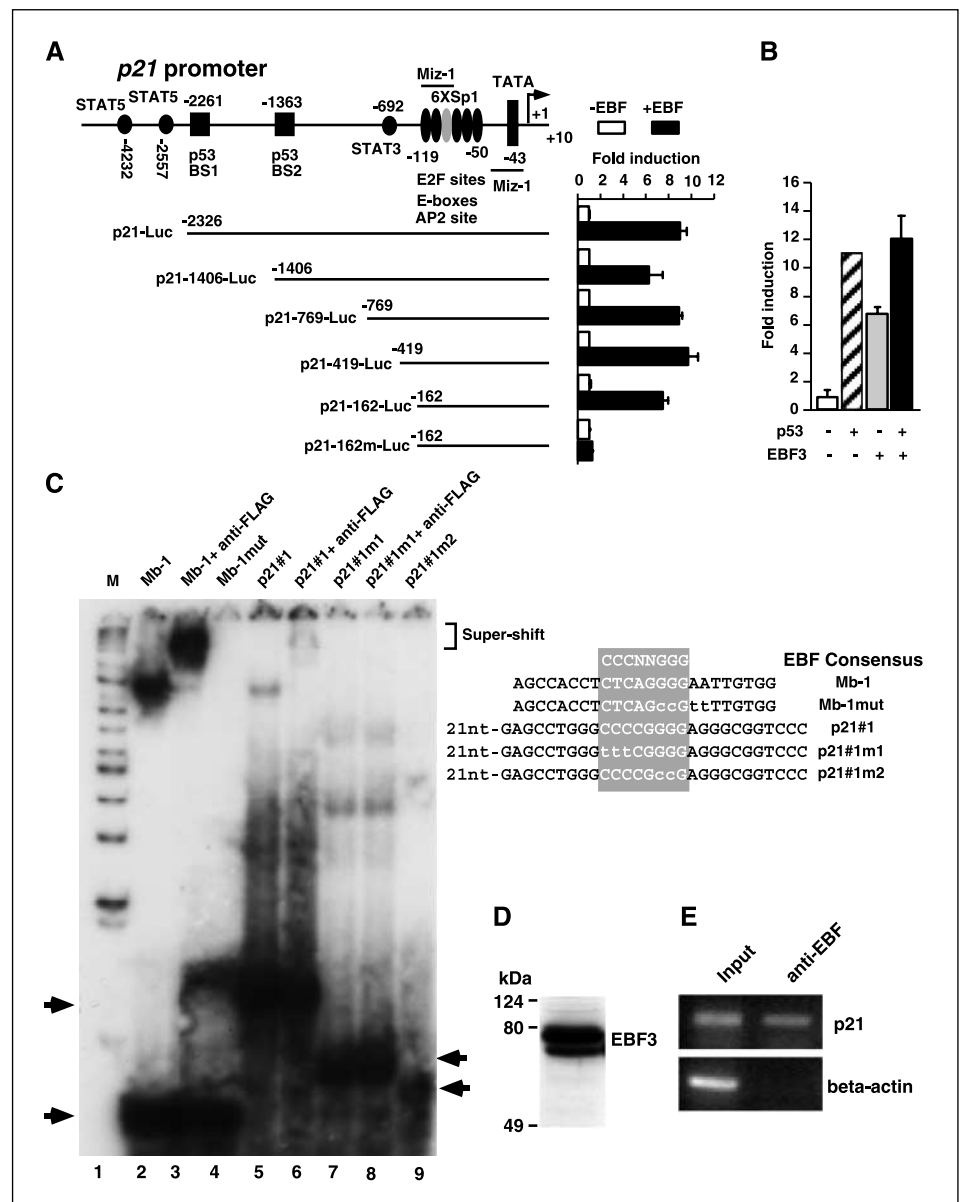 A
p21 promoter
STAT5
-4232
STAT5
-2557
-2261
p53
BS1
-1363
p53
BS2
-692
STAT3
Miz-1
6XSp1
-119
-50
E2F sites
E-boxes
AP2 site
TATA
-43
Miz-1
+1
+10
-EBF
+EBF
Fold induction
0 2 4 6 8 10 12
p21-Luc
-2326
p21-1406-Luc
-1406
p21-769-Luc
-769
p21-419-Luc
-419
p21-162-Luc
-162
p21-162m-Luc
-162
B
Fold induction
16
14
12
10
8
6
4
2
0
p53 - + - +
EBF3 - - + +
C
M
Mb-1
Mb-1+ anti-FLAG
Mb-1mut
p21#1
p21#1+ anti-FLAG
p21#1m1
p21#1m1+ anti-FLAG
p21#1m2
Super-shift
1 2 3 4 5 6 7 8 9
CCCNNGGG EBF Consensus
AGCCACCTCTCAGGGGAATTGTGG Mb-1
AGCCACCTCTCAGccGttTTGTGG Mb-1mut
21nt-GAGCCTGGGCCCCGGGGAGGGCGGTCCC p21#1
21nt-GAGCCTGGGtttCGGGGAGGGCGGTCCC p21#1m1
21nt-GAGCCTGGGCCCCGccGAGGGCGGTCCC p21#1m2
D
kDa
124
80
49
EBF3
E
Input
anti-EBF
p21
beta-actin